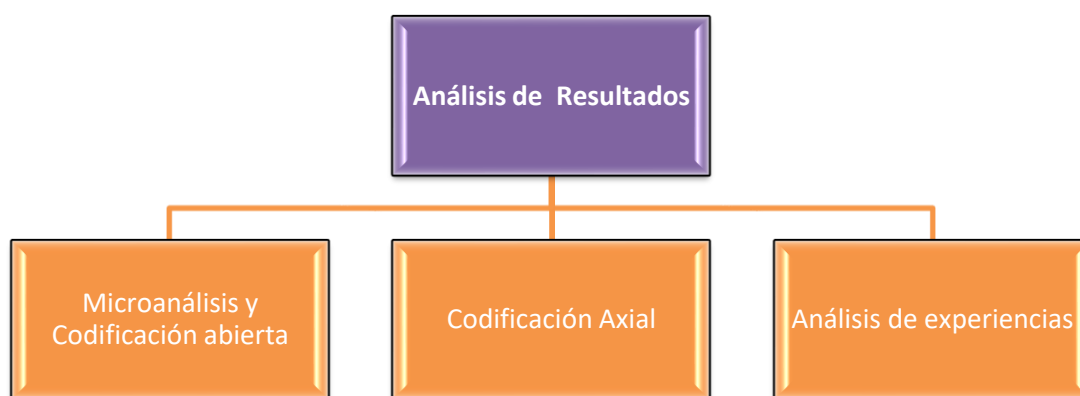 Análisis de Resultados
Microanálisis y
Codificación abierta
Codificación Axial
Análisis de experiencias